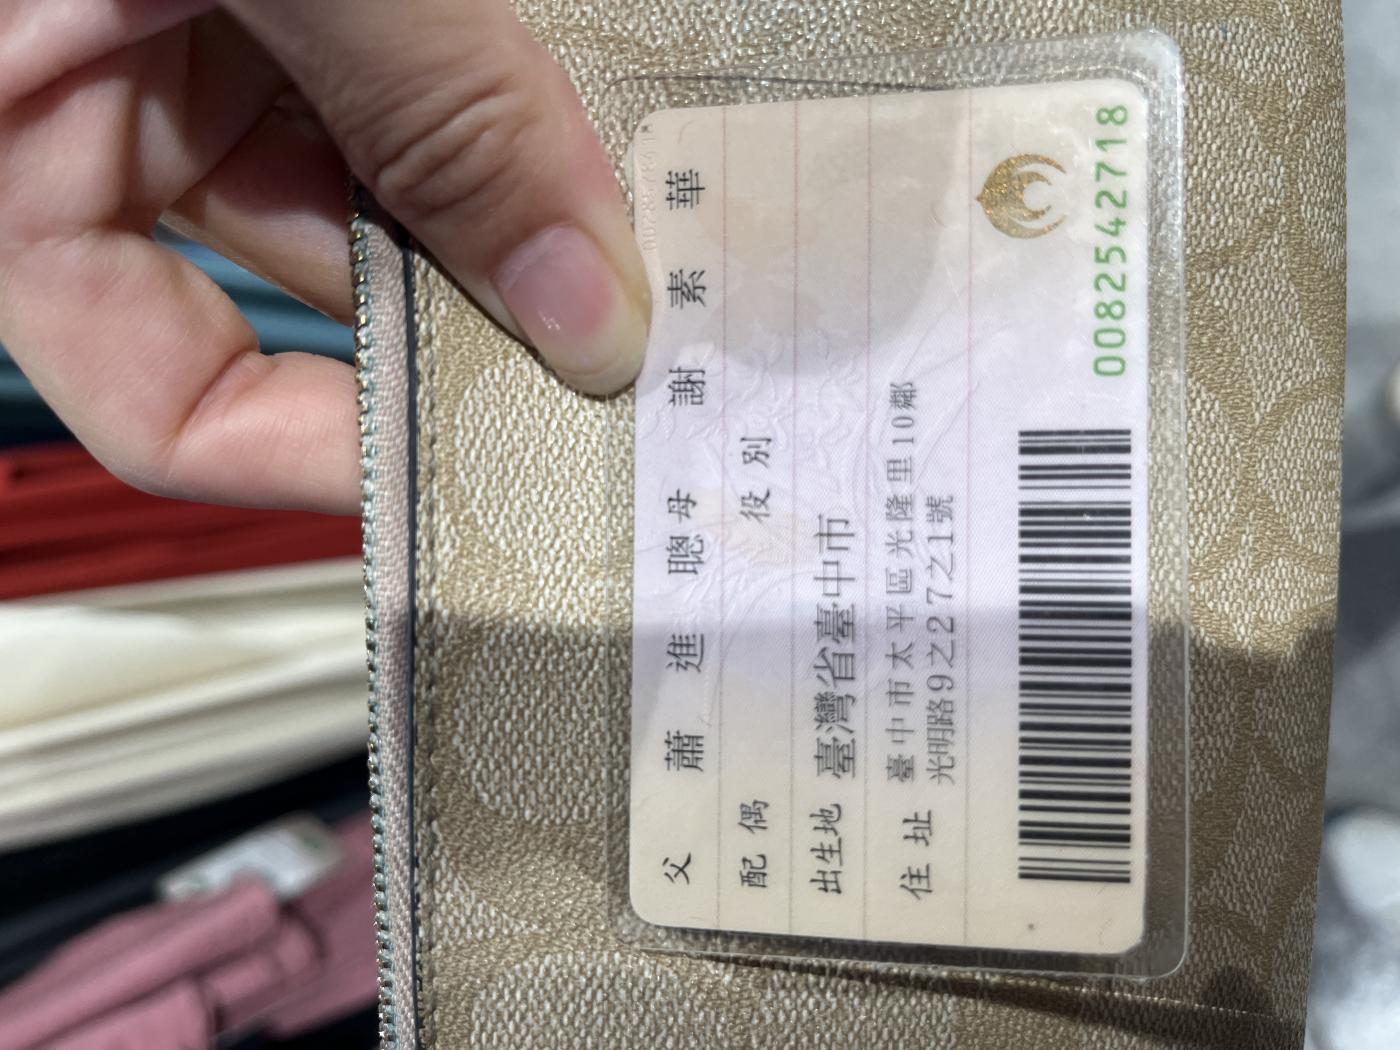 父 蕭進聰 母 謝素華
配偶 役別
出生地 臺灣省臺中市
住址 臺中市太平區光隆里10鄰
光明路9之27之1號
0082542718